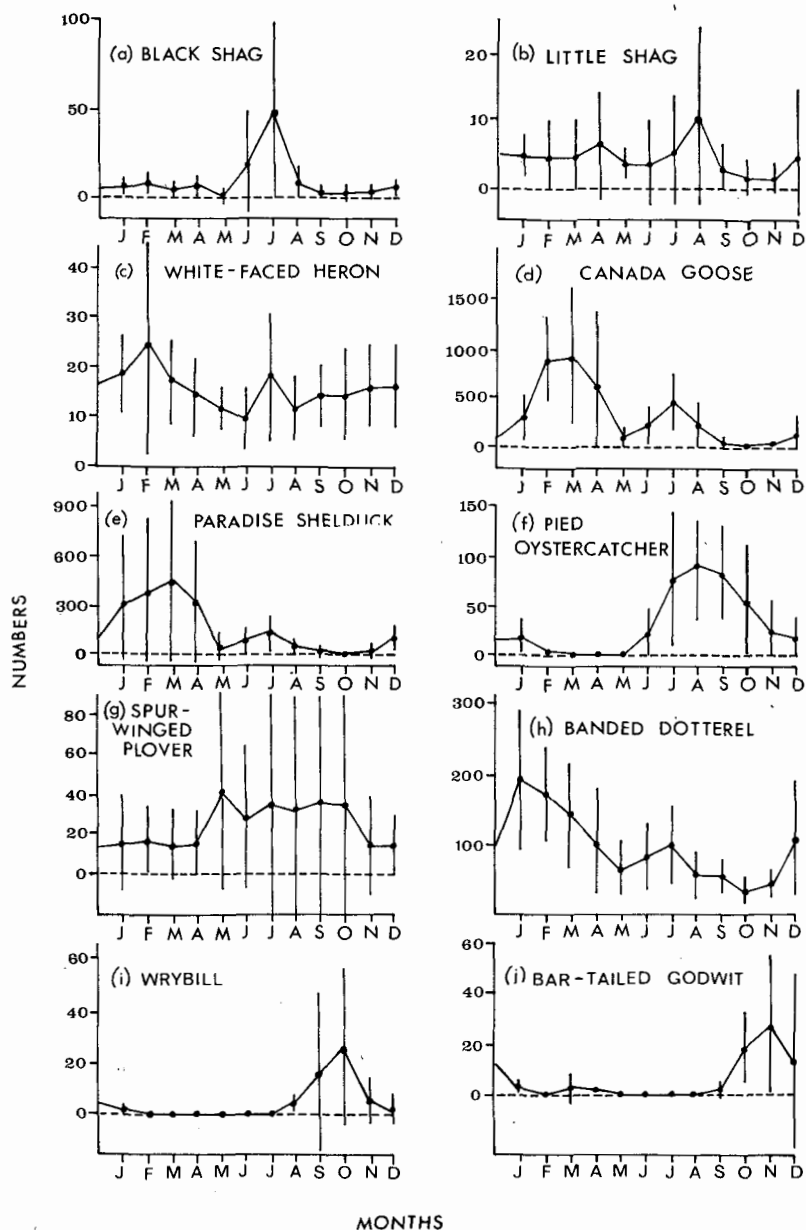 (a) BLACK SHAG
100
50
0
J F M A M J J A S O N D
(b) LITTLE SHAG
20
10
0
J F M A M J J A S O N D
(c) WHITE-FACED HERON
40
30
20
10
0
J F M A M J J A S O N D
(d) CANADA GOOSE
1500
1000
500
0
J F M A M J J A S O N D
(e) PARADISE SHELDUCK
900
600
300
0
J F M A M J J A S O N D
(f) PIED
OYSTERCATCHER
150
100
50
0
J F M A M J J A S O N D
NUMBERS
(g) SPUR-
WINGED
PLOVER
80
60
40
20
0
J F M A M J J A S O N D
(h) BANDED DOTTEREL
300
200
100
J F M A M J J A S O N D
(i) WRYBILL
60
40
20
0
J F M A M J J A S O N D
(j) BAR-TAILED GODWIT
60
40
20
0
J F M A M J J A S O N D
MONTHS